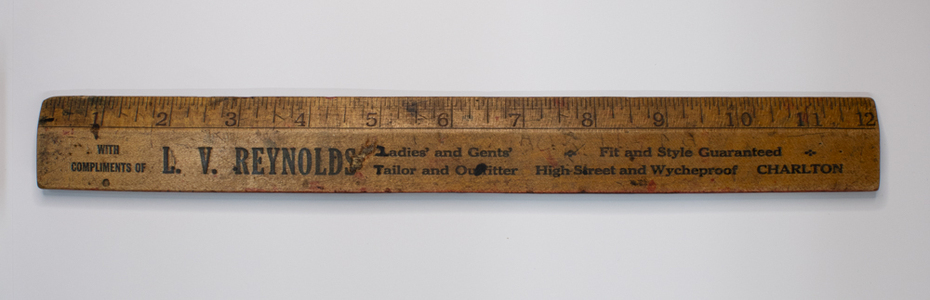 1 2 3 4 5 6 7 8 9 10 11 12
WITH
COMPLIMENTS OF
L. V. REYNOLDS
Ladies' and Gents'
Tailor and Outfitter
Fit and Style Guaranteed
High Street and Wycheproof CHARLTON